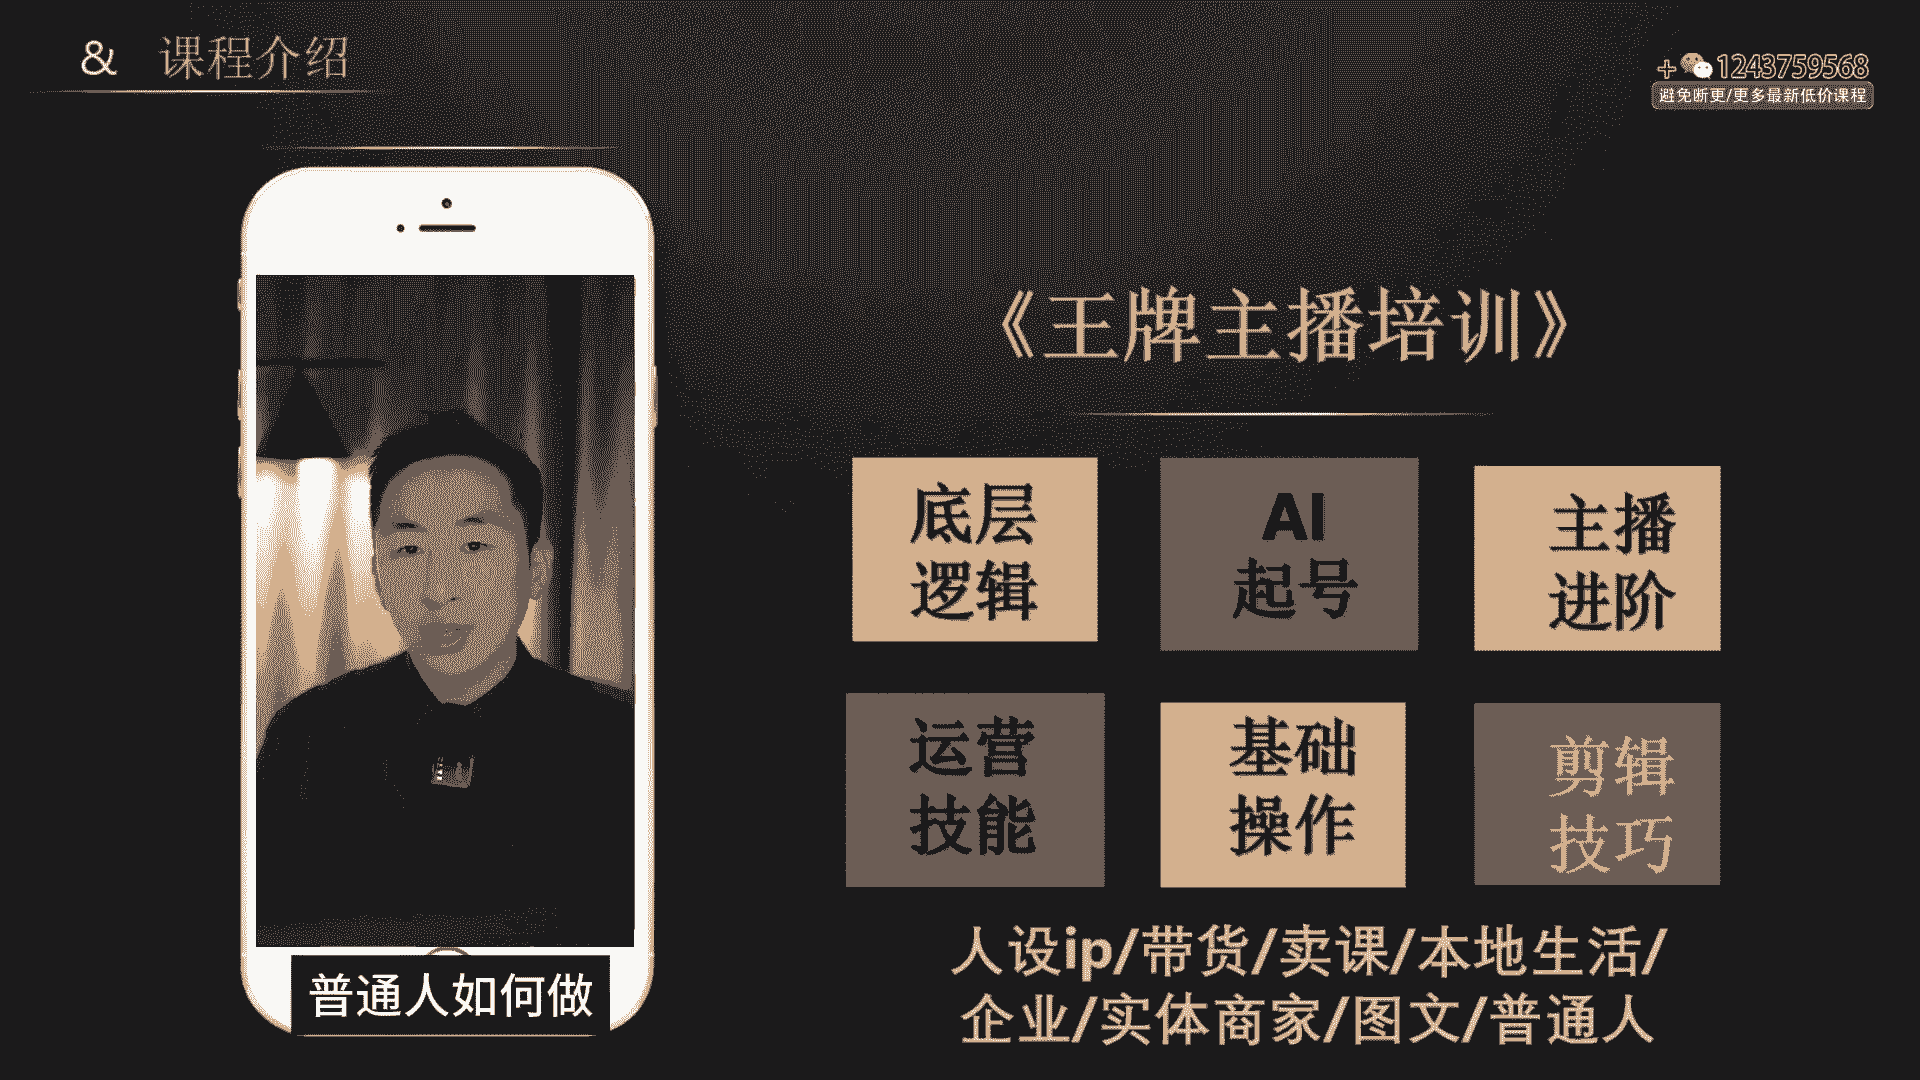 & 课程介绍
+1243759568
避免断更/更多最新低价课程
《王牌主播培训》
底层
逻辑
AI
起号
主播
进阶
运营
技能
基础
操作
剪辑
技巧
人设ip/带货/卖课/本地生活/
企业/实体商家/图文/普通人
普通人如何做